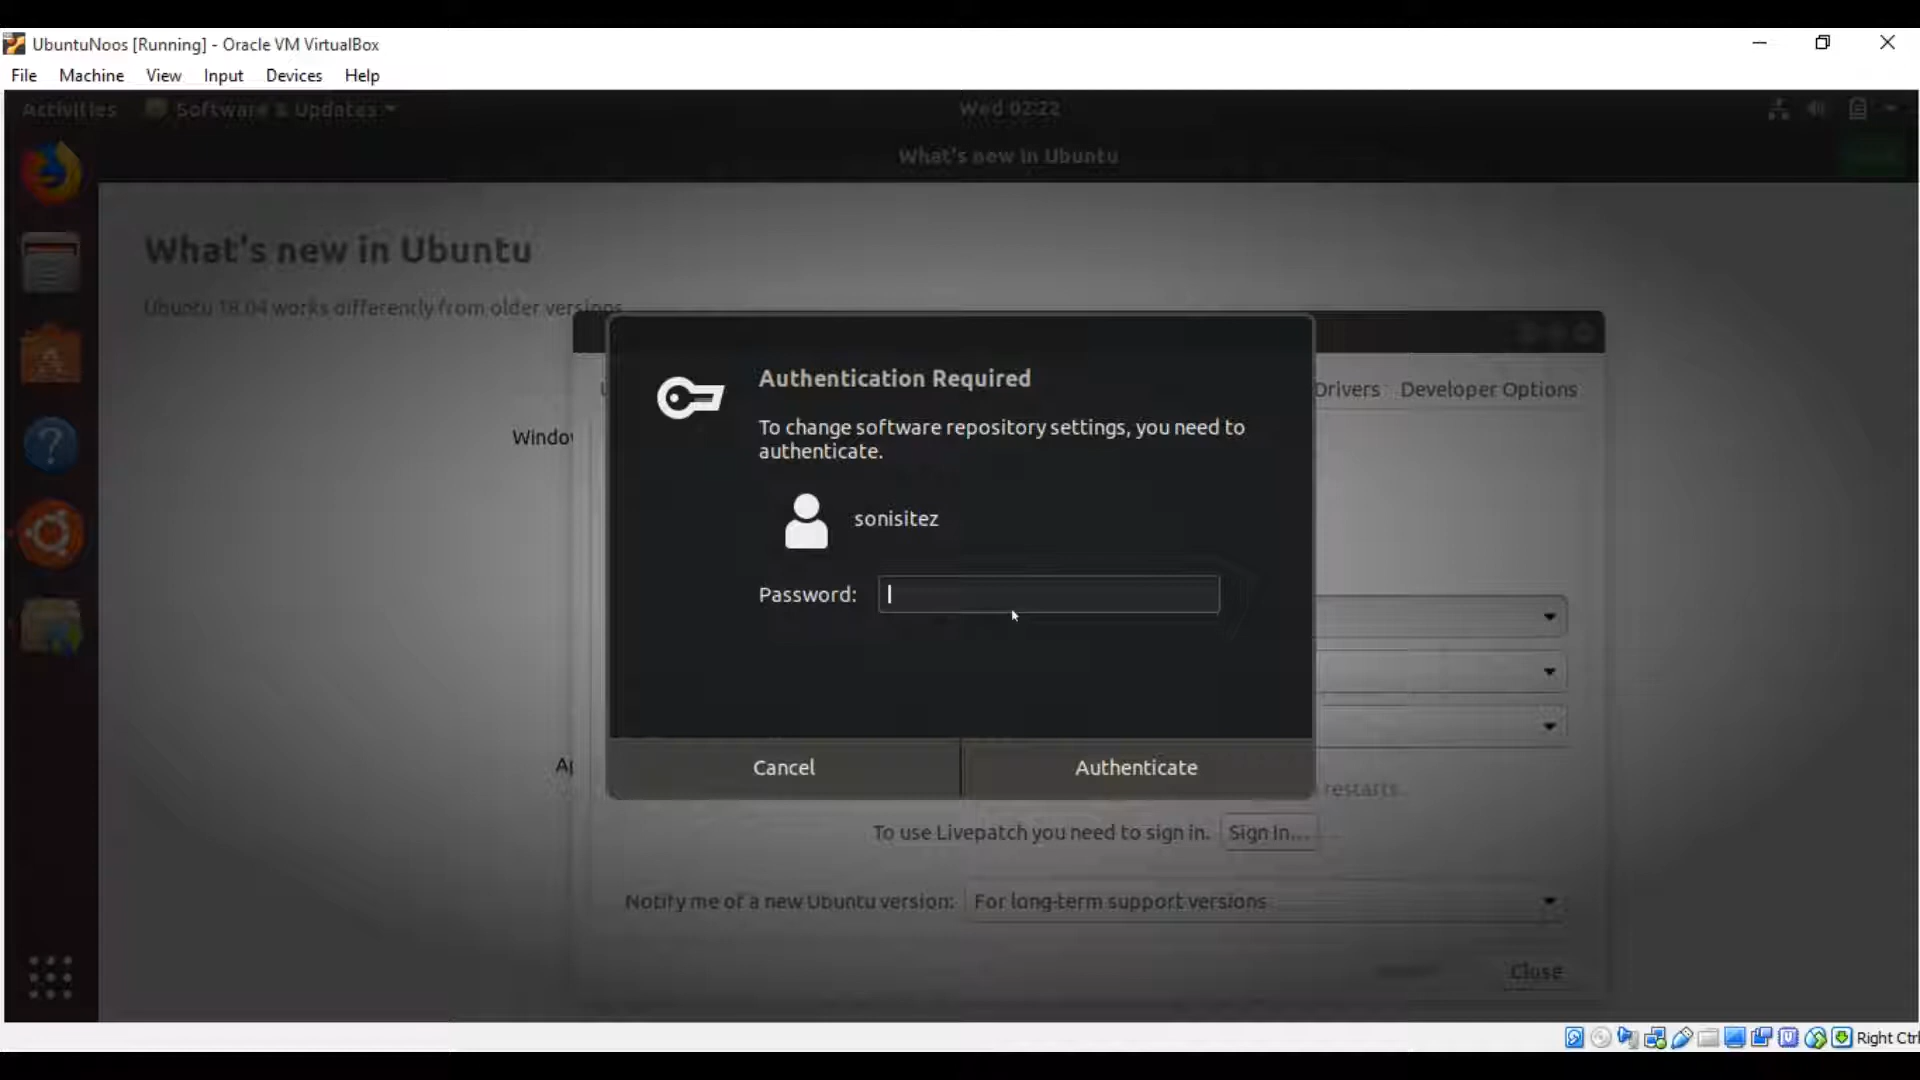 UbuntuNoos [Running] - Oracle VM VirtualBox
File Machine View Input Devices Help
Activities Software & Updates Wed 02:22
What's new in Ubuntu
What's new in Ubuntu
Ubuntu 18.04 works differently from older versions
Authentication Required
Drivers Developer Options
To change software repository settings, you need to
authenticate.
Window
sonisitez
Password:
Cancel Authenticate
restarts.
To use Livepatch you need to sign in. Sign In...
Notify me of a new Ubuntu version: For long-term support versions
Close
Right Ctrl